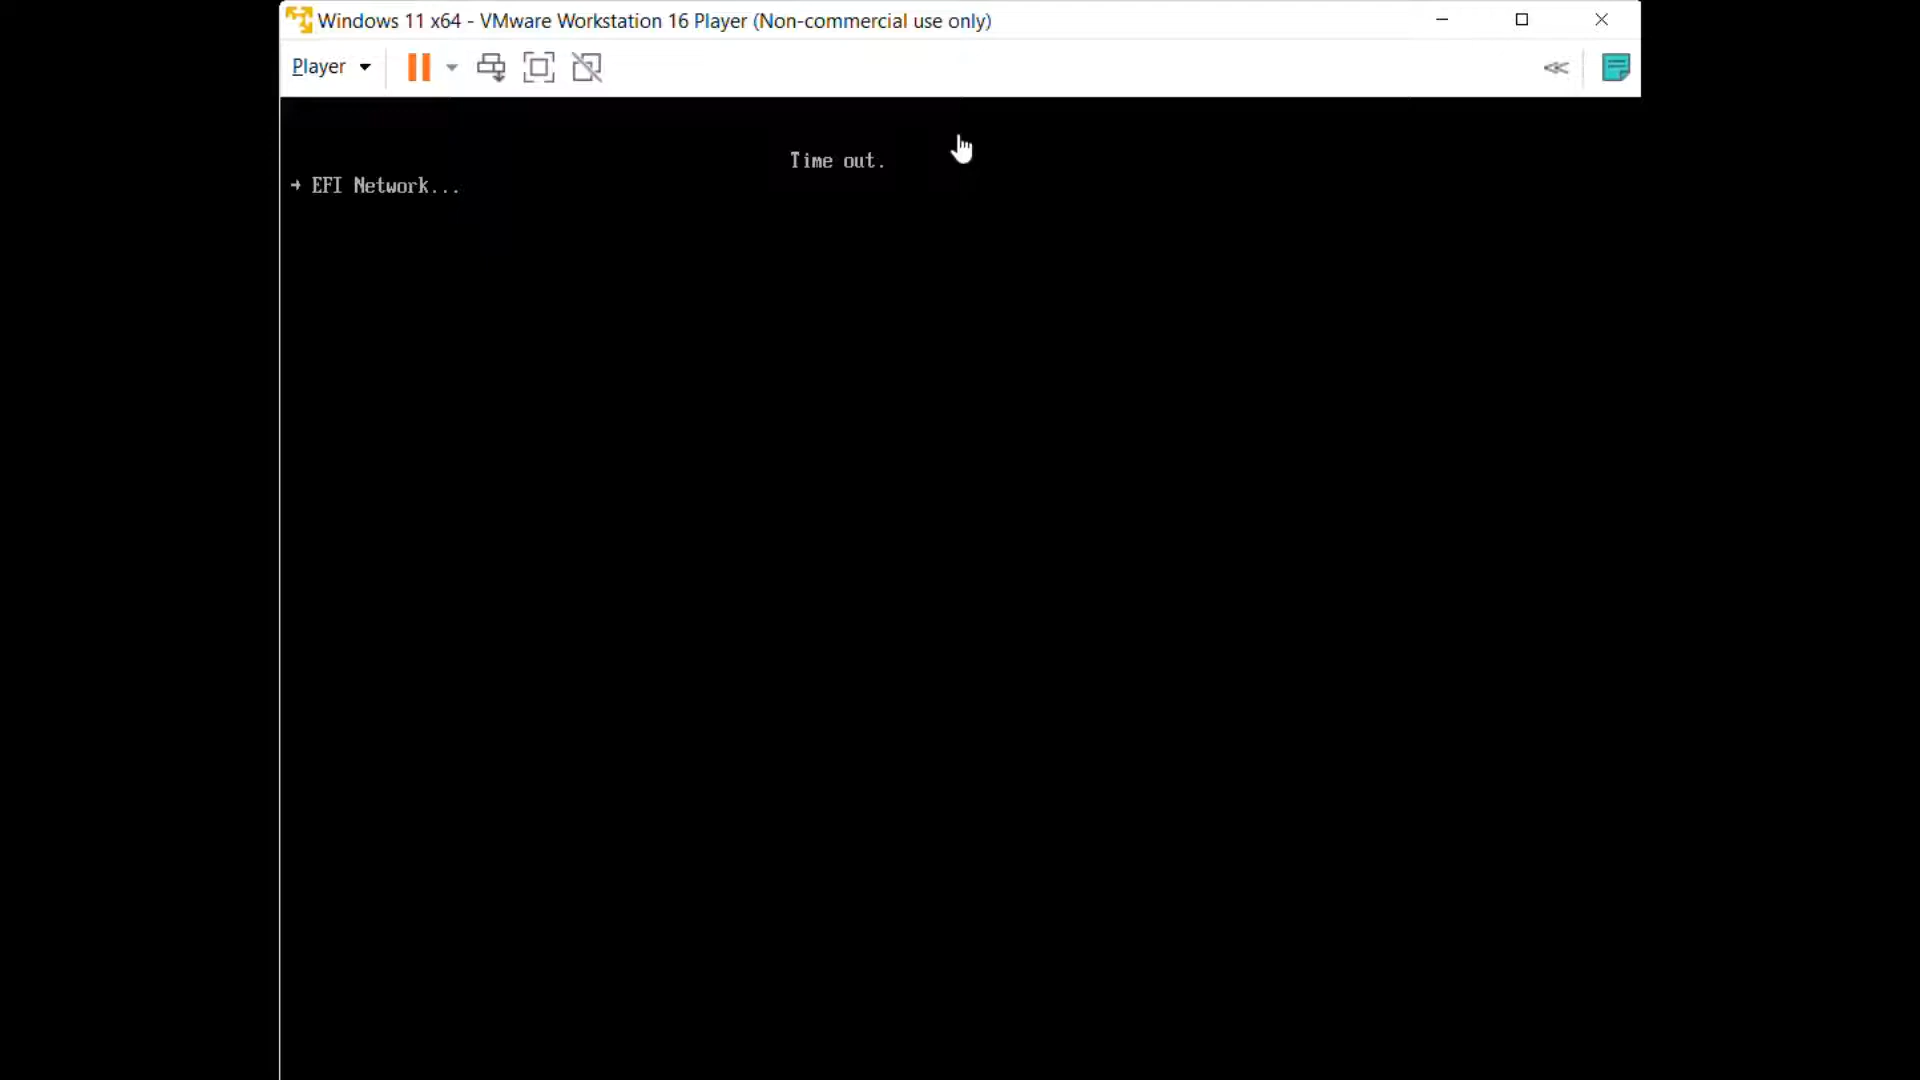 Windows 11 x64 - VMware Workstation 16 Player (Non-commercial use only)
Player
Time out.
→ EFI Network...